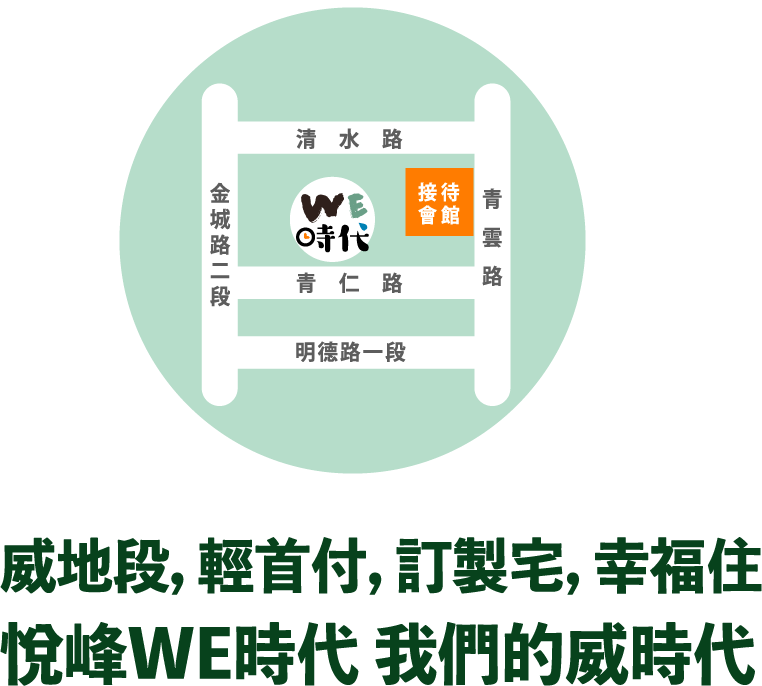 清水路
金城路二段
WE
時代
接待
會館
青雲路
青仁路
明德路一段
威地段,輕首付,訂製宅,幸福住
悅峰WE時代 我們的威時代